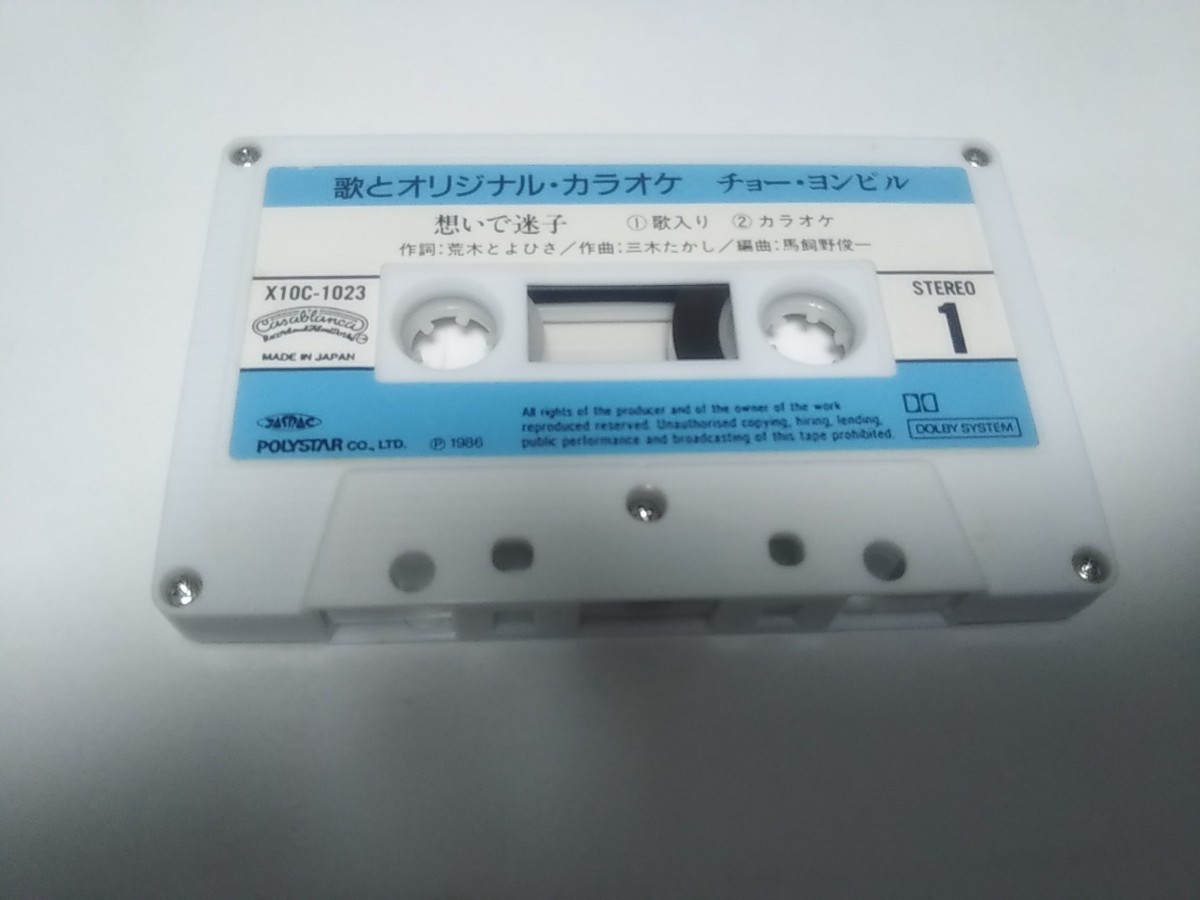 歌とオリジナル・カラオケ チョー・ヨンピル
想いで迷子 ①歌入り ②カラオケ
作詞:荒木とよひさ/作曲:三木たかし/編曲:馬飼野俊一
X10C-1023
Casablanca
MADE IN JAPAN
STEREO
1
JASRAC
POLYSTAR CO., LTD. Ⓟ 1986
All rights of the producer and of the owner of the work
reproduced reserved. Unauthorised copying, hiring, lending,
public performance and broadcasting of this tape prohibited.
DOLBY SYSTEM